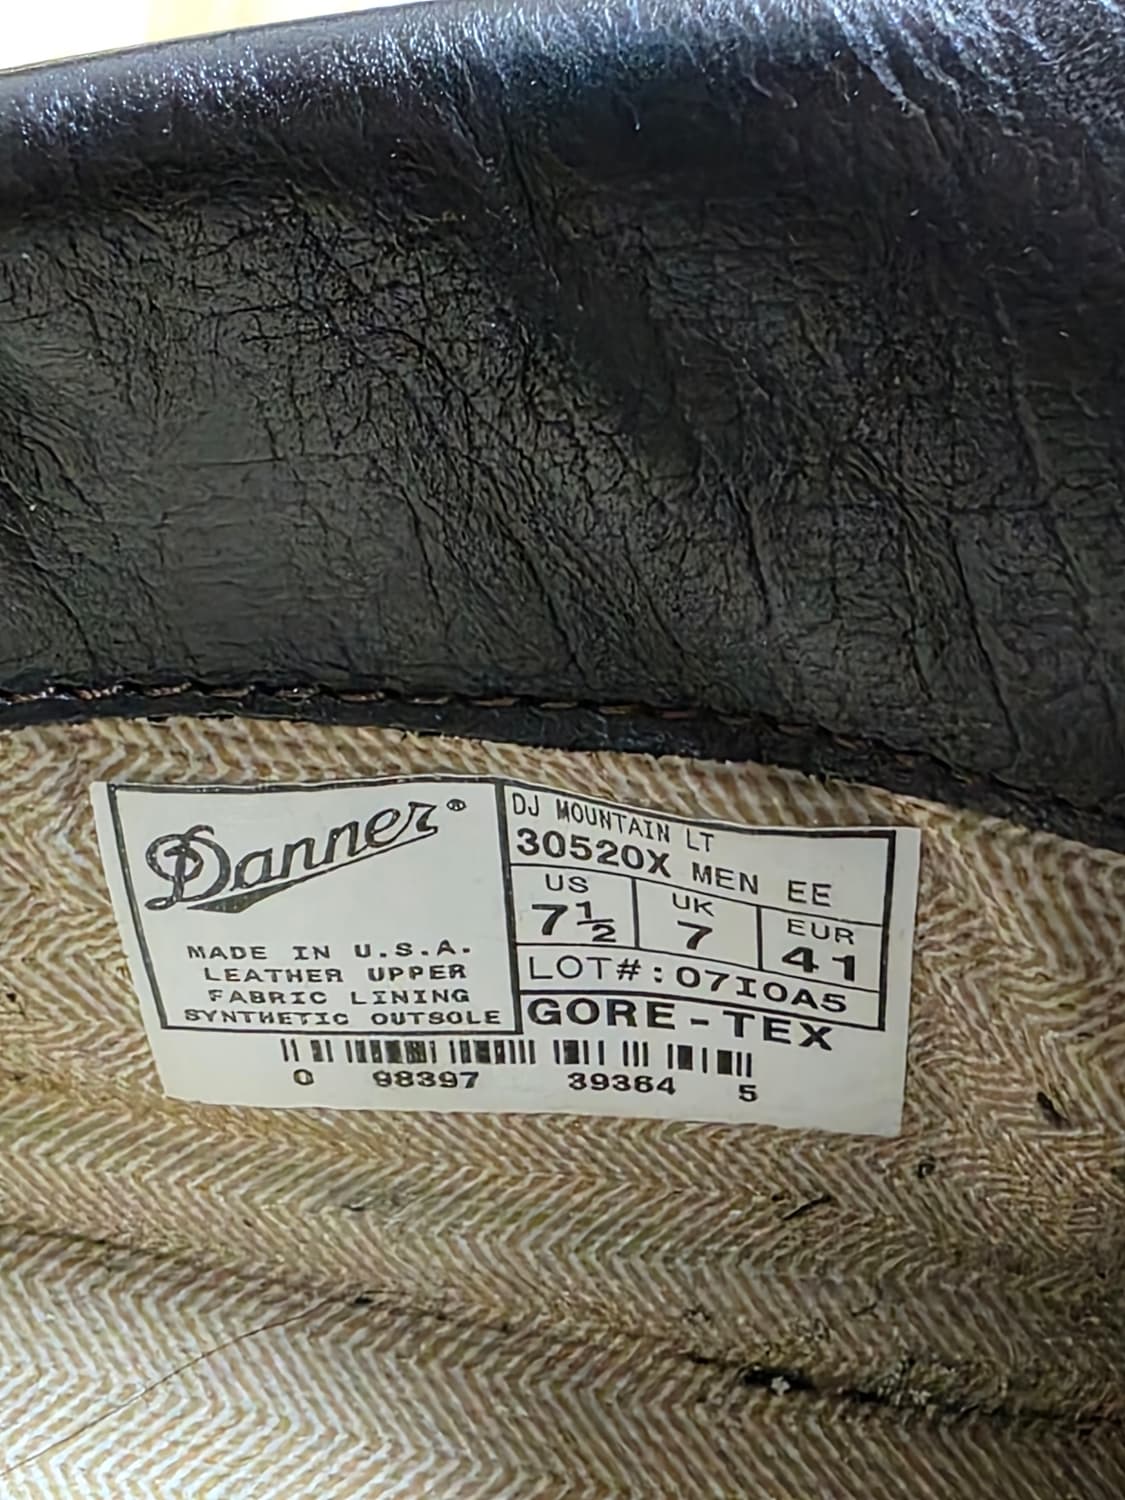 Danner®
MADE IN U.S.A.
LEATHER UPPER
FABRIC LINING
SYNTHETIC OUTSOLE
DJ MOUNTAIN LT
30520X MEN EE
US UK EUR
7½ 7 41
LOT#:07I0A5
GORE-TEX
0 98397 39364 5